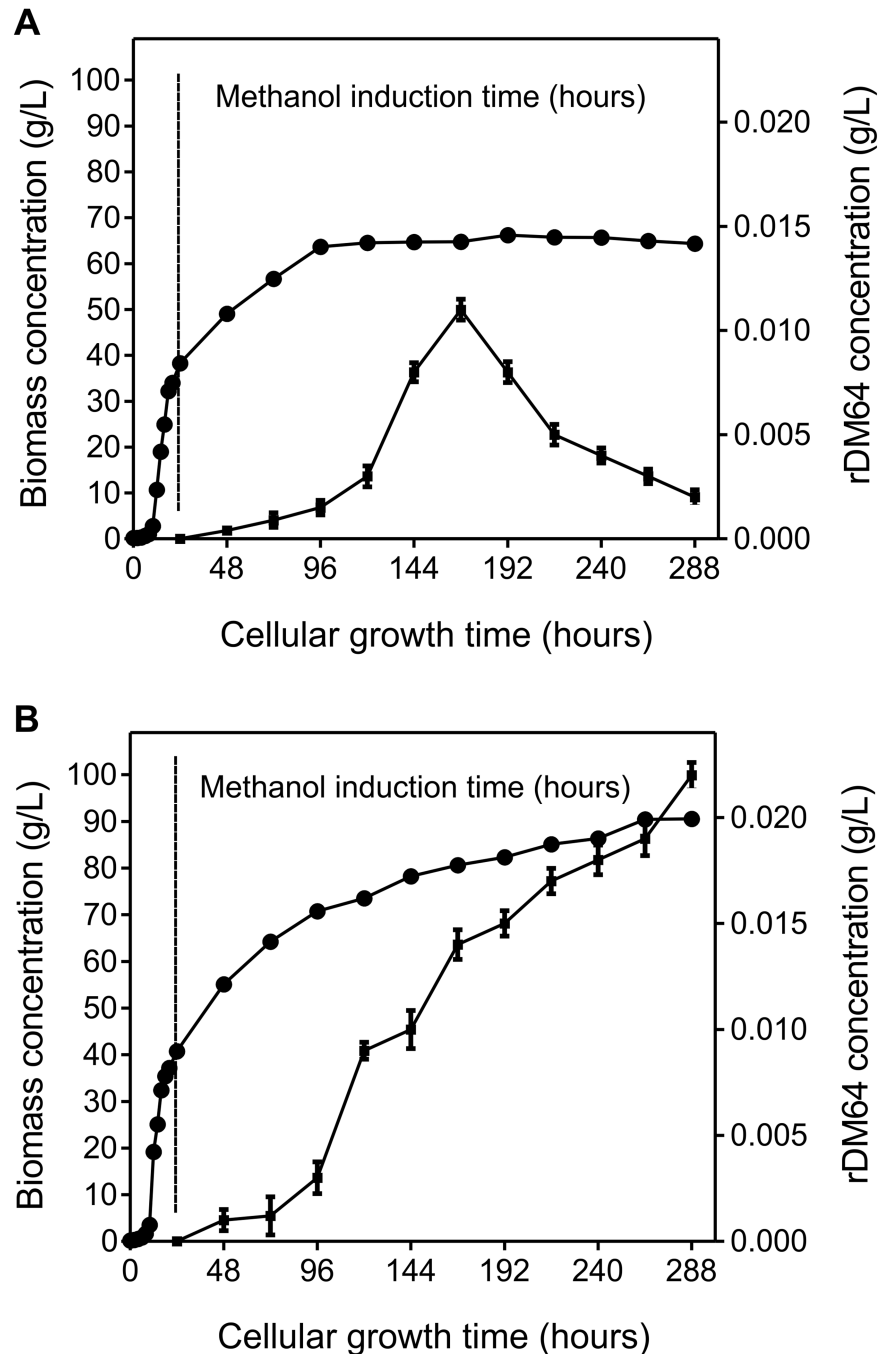 A
Methanol induction time (hours)
Biomass concentration (g/L)
100
90
80
70
60
50
40
30
20
10
0
0.020
0.015
0.010
0.005
0.000
rDM64 concentration (g/L)
0 48 96 144 192 240 288
Cellular growth time (hours)
B
Methanol induction time (hours)
Biomass concentration (g/L)
100
90
80
70
60
50
40
30
20
10
0
0.020
0.015
0.010
0.005
0.000
rDM64 concentration (g/L)
0 48 96 144 192 240 288
Cellular growth time (hours)